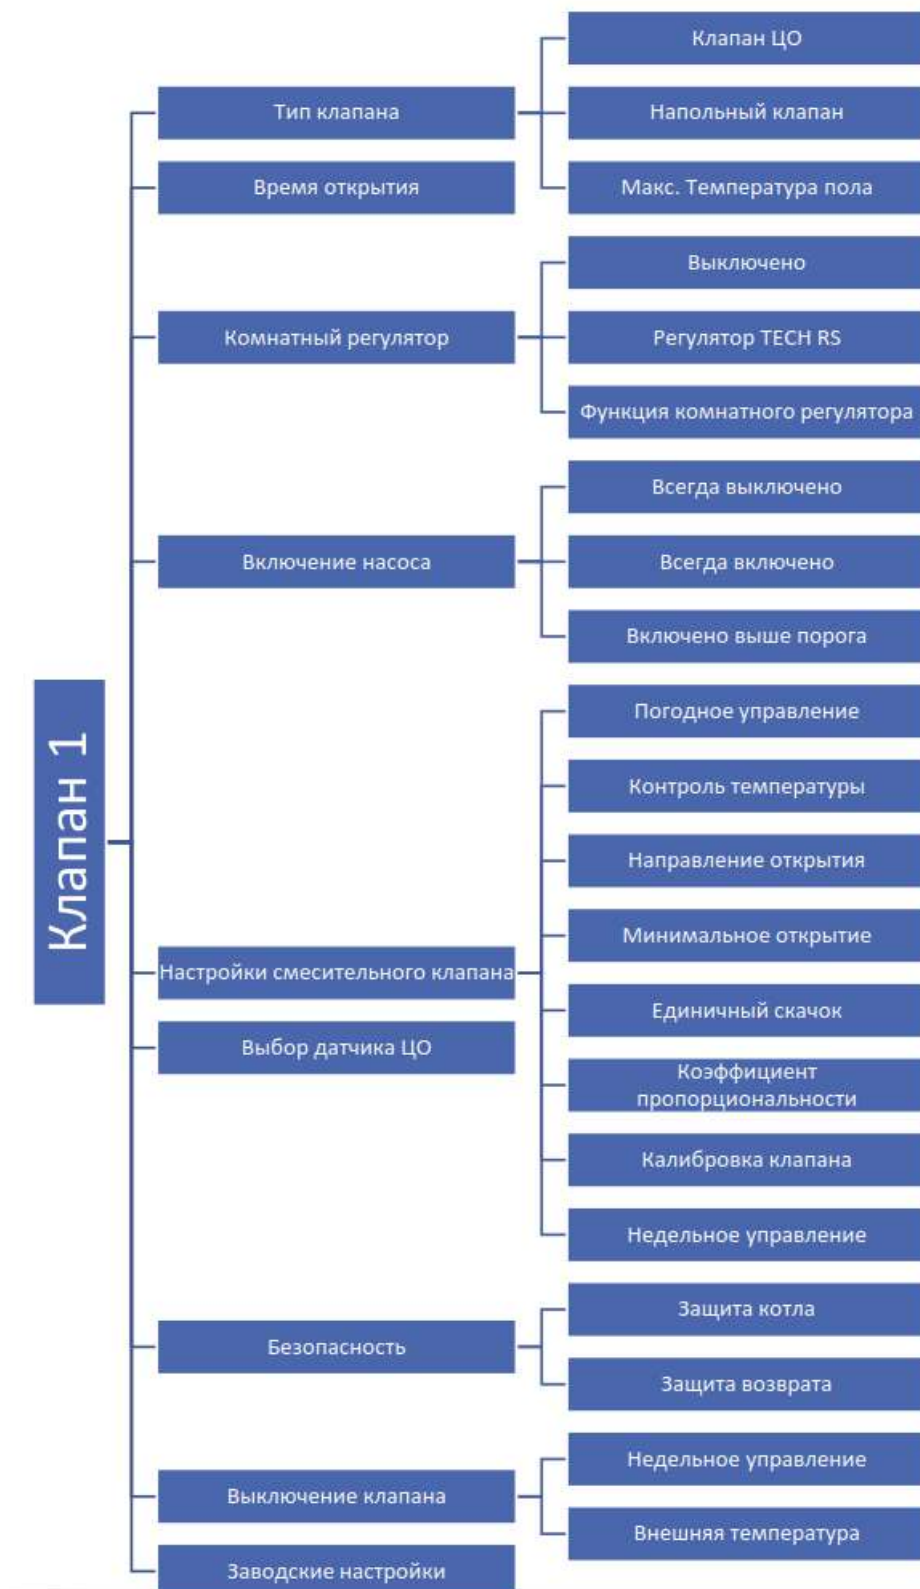 Клапан 1
Тип клапана
Клапан ЦО
Напольный клапан
Макс. Температура пола
Время открытия
Комнатный регулятор
Выключено
Регулятор TECH RS
Функция комнатного регулятора
Включение насоса
Всегда выключено
Всегда включено
Включено выше порога
Настройки смесительного клапана
Погодное управление
Контроль температуры
Направление открытия
Минимальное открытие
Единичный скачок
Коэффициент
пропорциональности
Калибровка клапана
Недельное управление
Выбор датчика ЦО
Безопасность
Защита котла
Защита возврата
Выключение клапана
Недельное управление
Внешняя температура
Заводские настройки